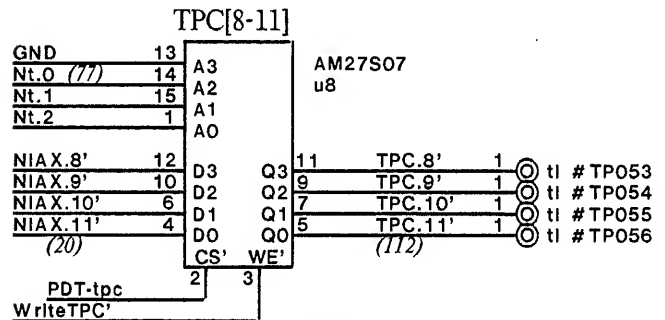 TPC[8-11]
GND 13 A3 AM27S07
Nt.0 (77) 14 A2 u8
Nt.1 15 A1
Nt.2 1 A0
NIAX.8' 12 D3 Q3 11 TPC.8' 1 tl #TP053
NIAX.9' 10 D2 Q2 9 TPC.9' 1 tl #TP054
NIAX.10' 6 D1 Q1 7 TPC.10' 1 tl #TP055
NIAX.11' 4 D0 Q0 5 TPC.11' 1 tl #TP056
(20) (112)
CS' WE'
2 3
PDT-tpc
WriteTPC'